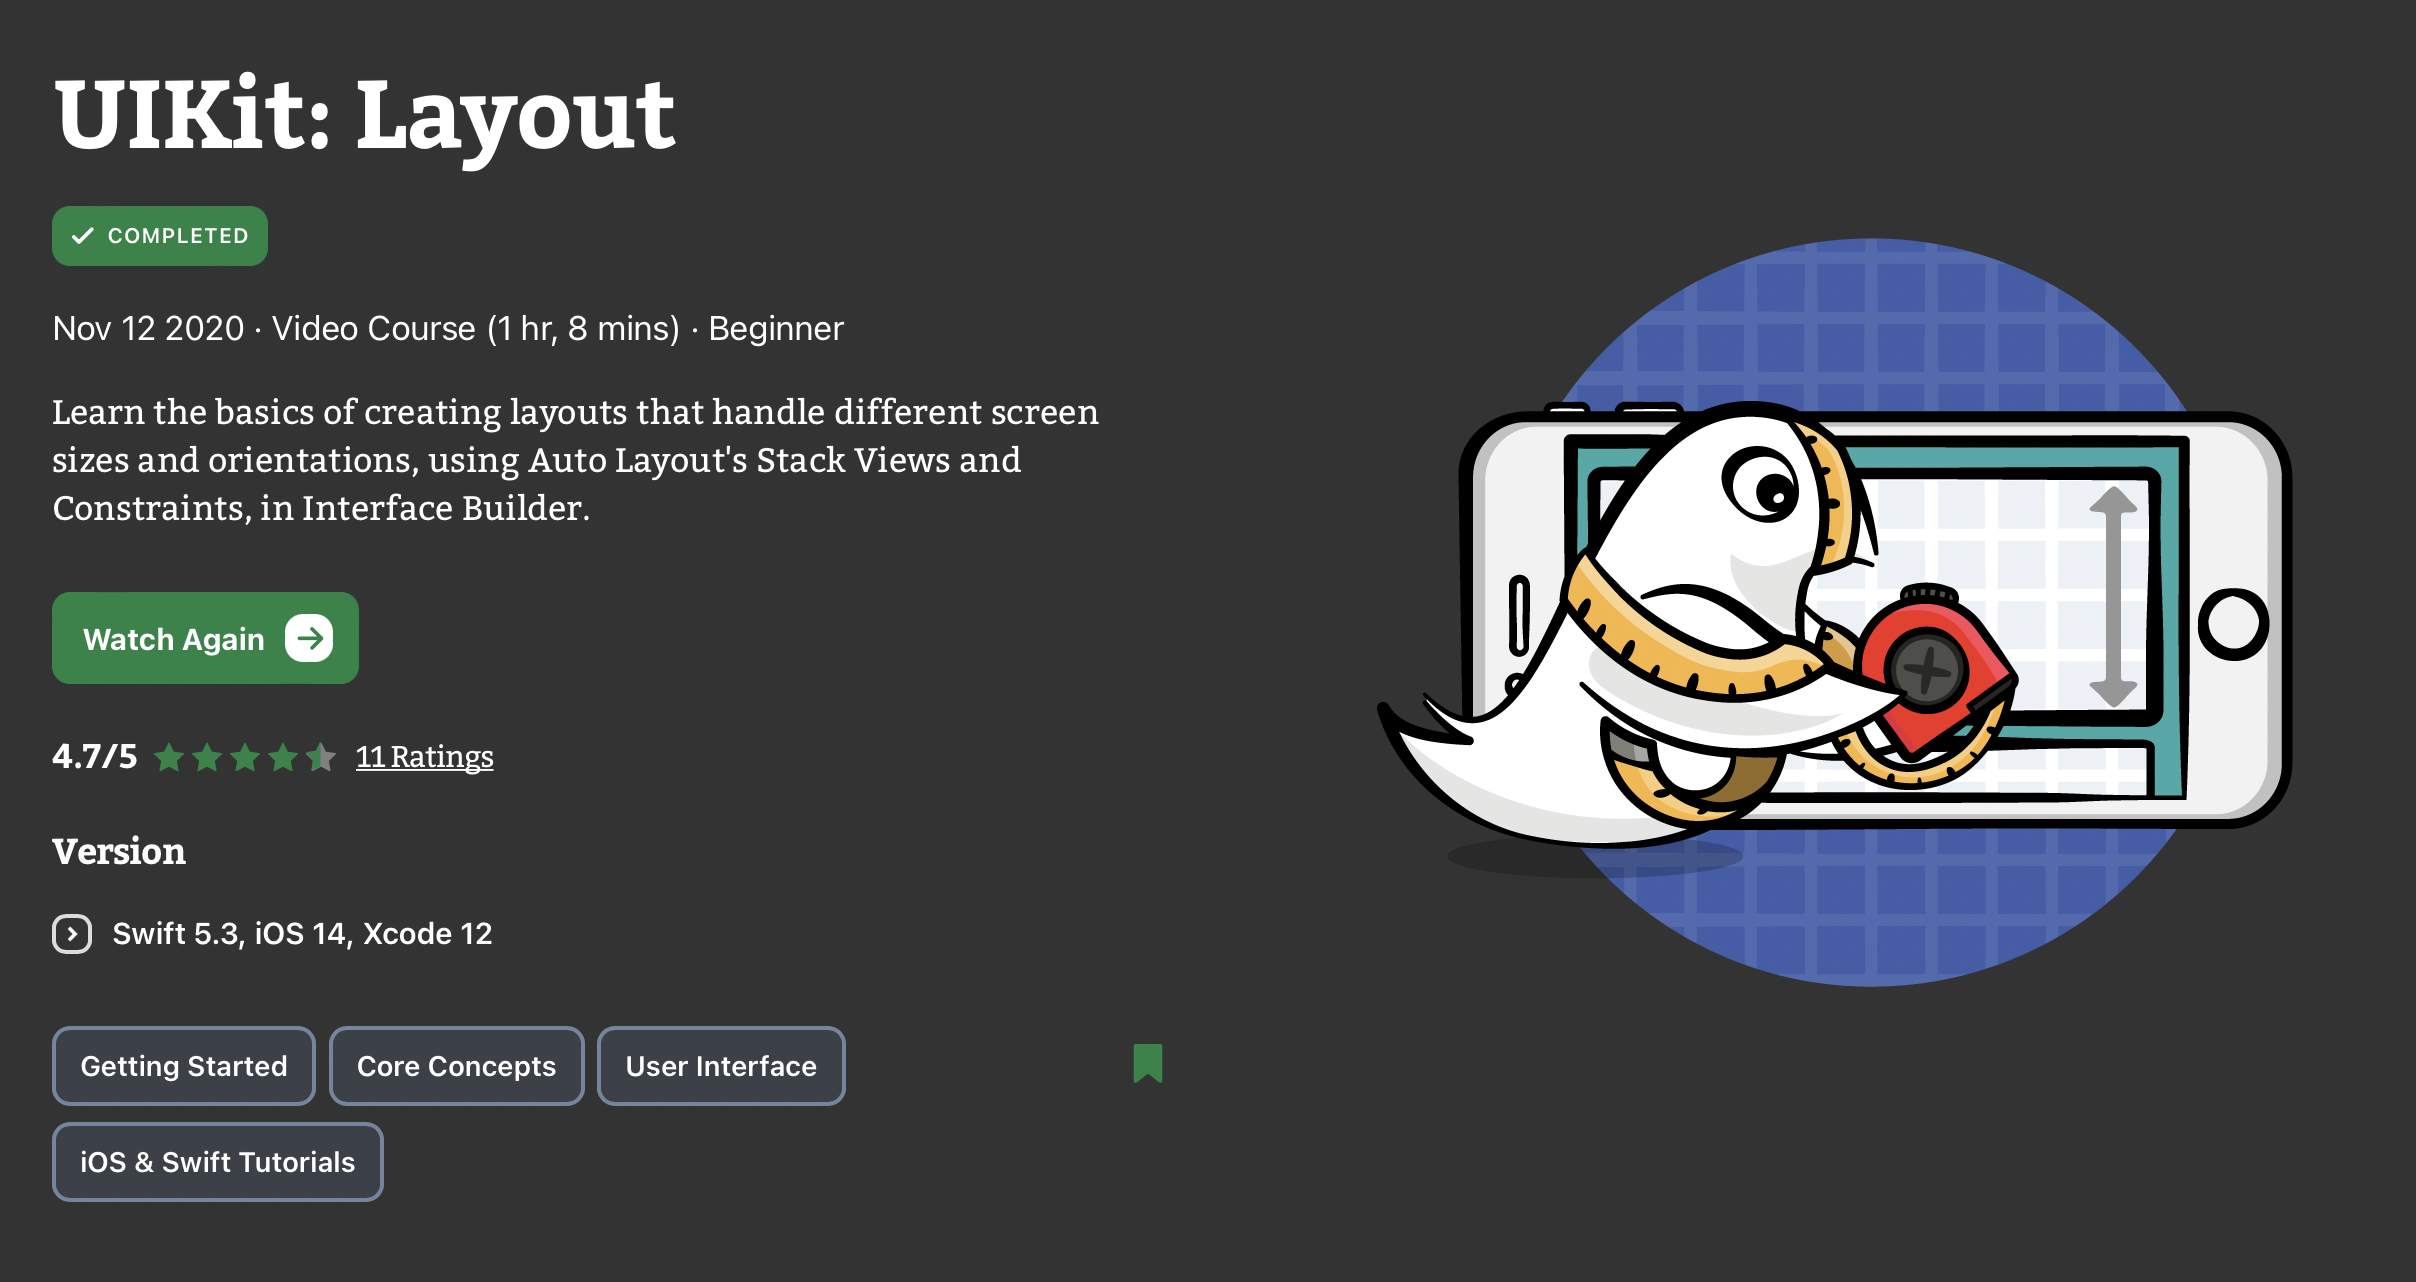 UIKit: Layout
COMPLETED
Nov 12 2020 · Video Course (1 hr, 8 mins) · Beginner
Learn the basics of creating layouts that handle different screen
sizes and orientations, using Auto Layout's Stack Views and
Constraints, in Interface Builder.
Watch Again
4.7/5 11 Ratings
Version
Swift 5.3, iOS 14, Xcode 12
Getting Started Core Concepts User Interface
iOS & Swift Tutorials